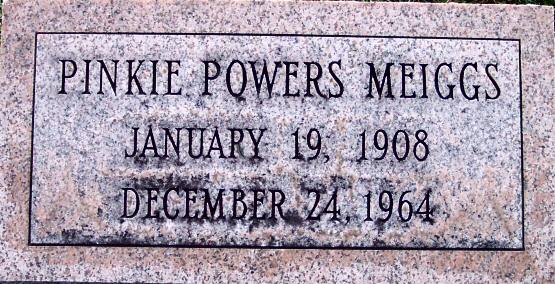 PINKIE POWERS MEIGGS
JANUARY 19, 1908
DECEMBER 24, 1964